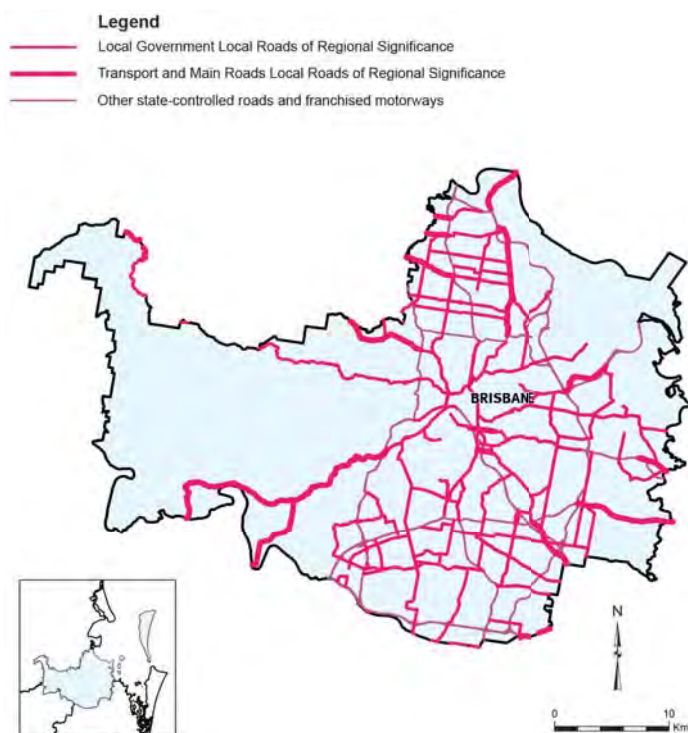 Legend
Local Government Local Roads of Regional Significance
Transport and Main Roads Local Roads of Regional Significance
Other state-controlled roads and franchised motorways
BRISBANE
N
0 10
Km